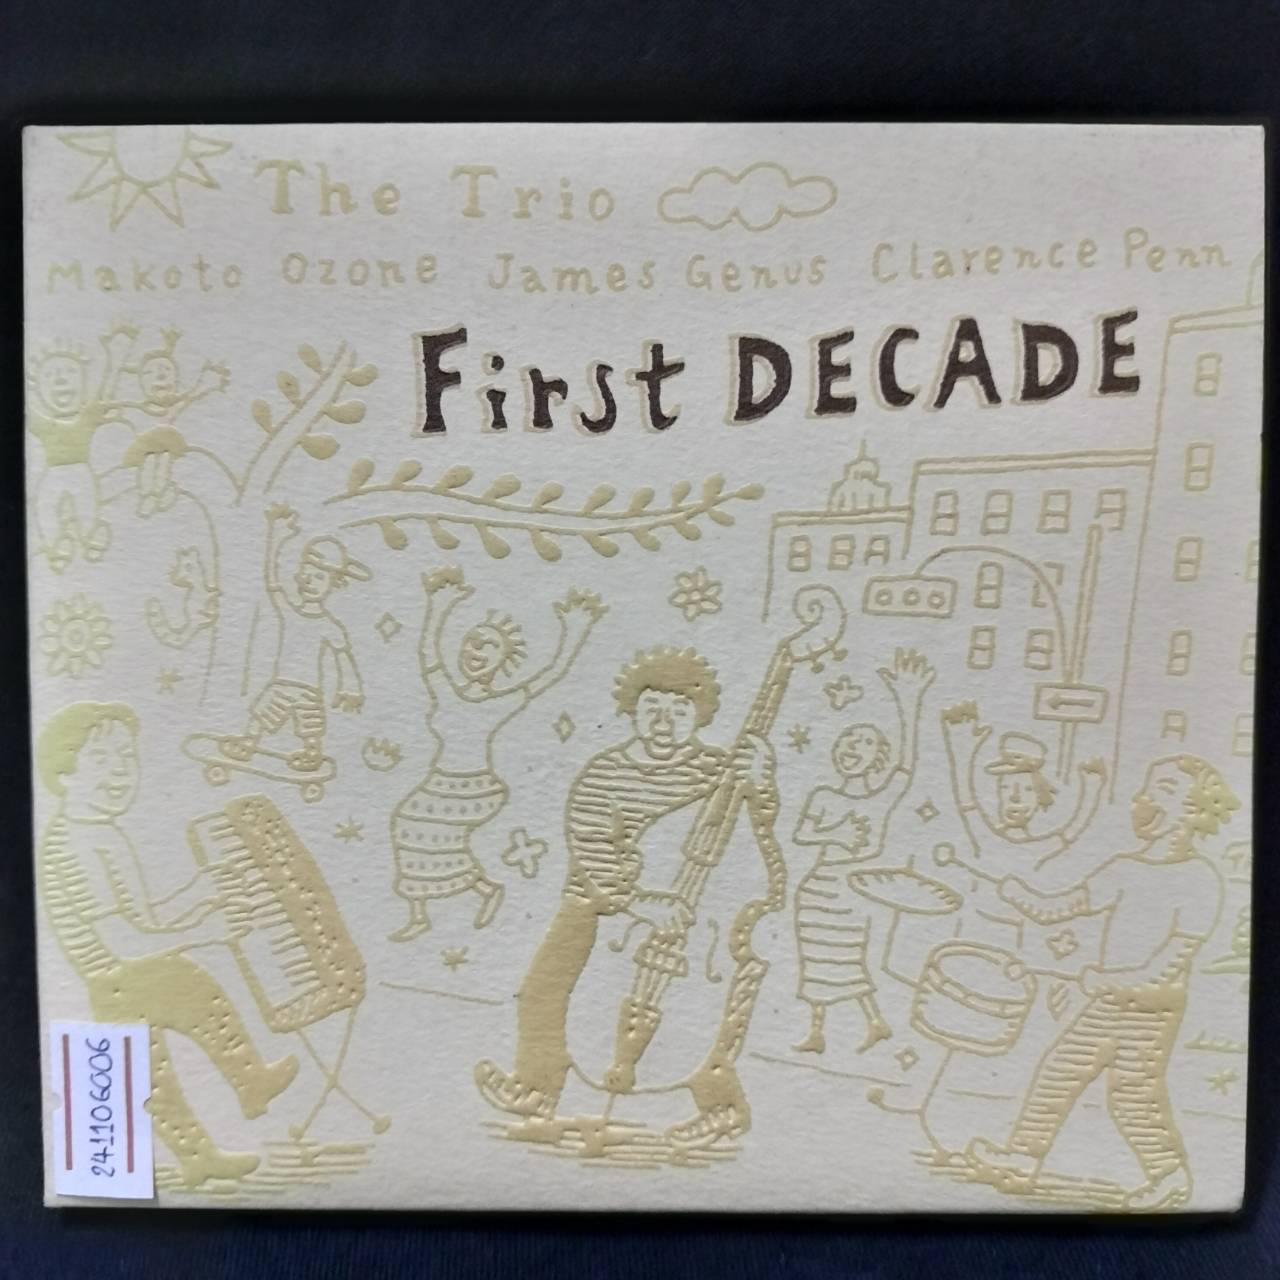 The Trio
Makoto Ozone James Genus Clarence Penn
First DECADE
241106006